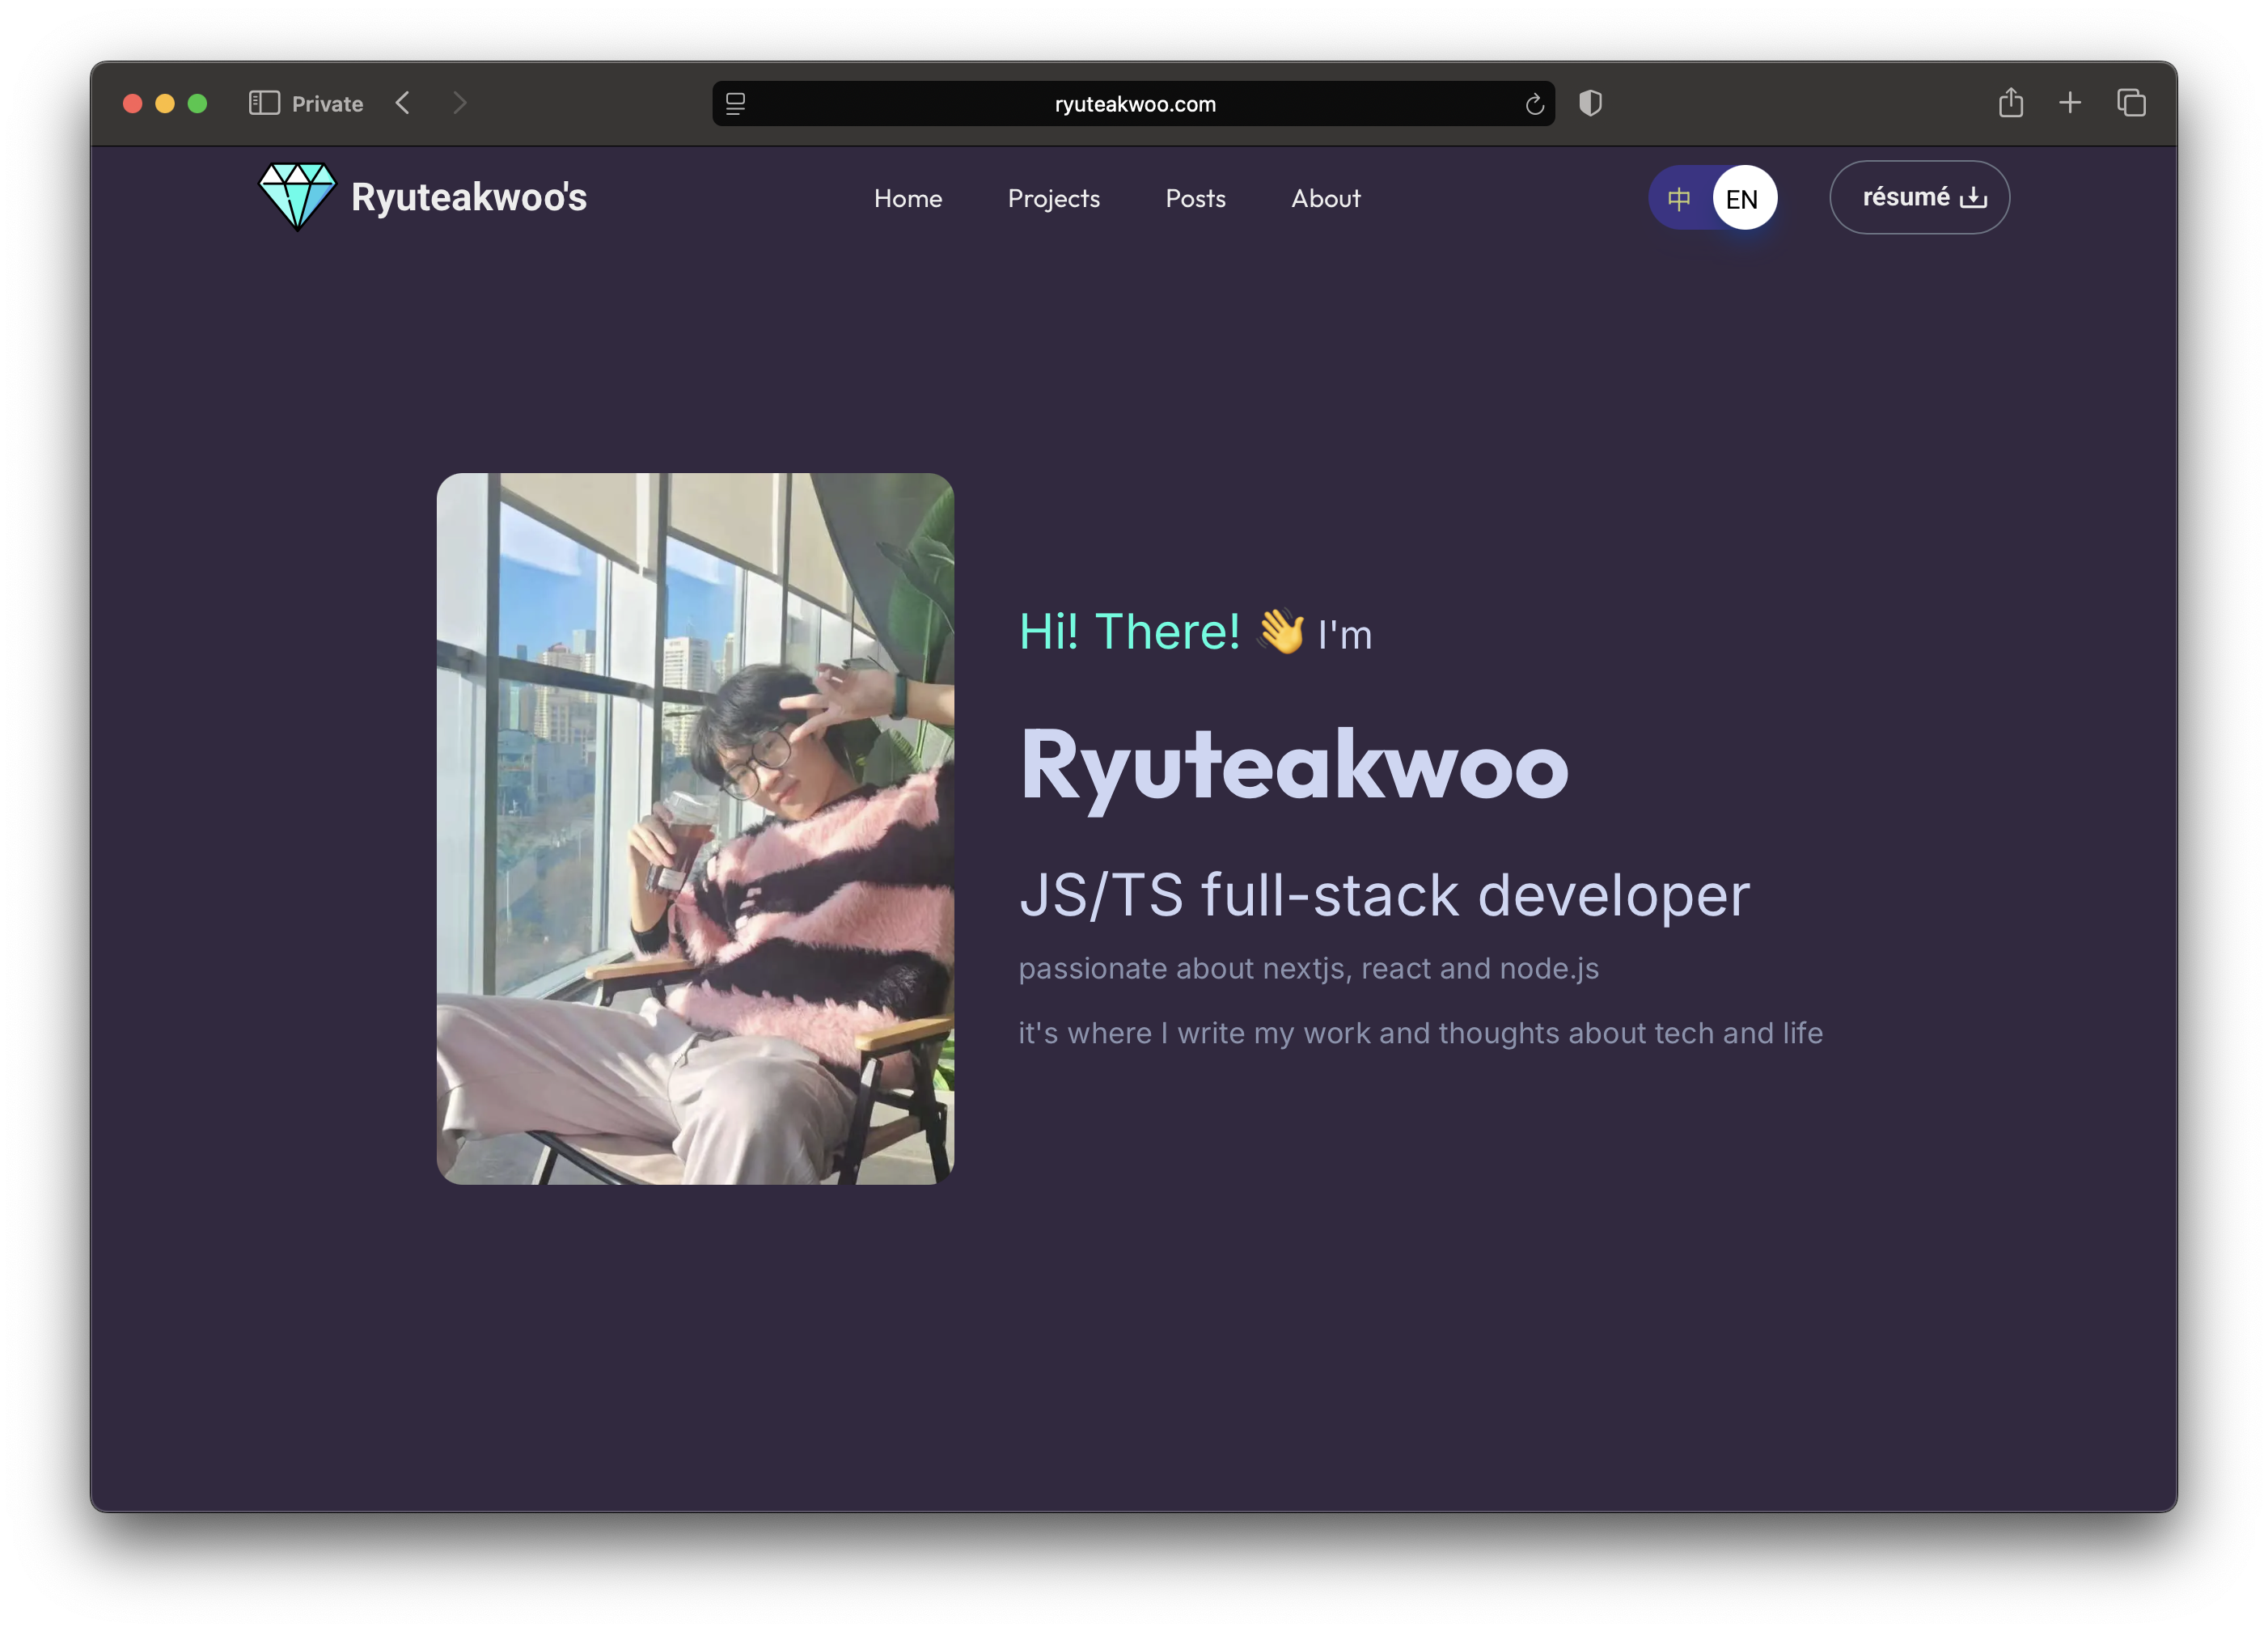 Private
ryuteakwoo.com
Ryuteakwoo's
Home
Projects
Posts
About
中
EN
résumé
Hi! There! 👋 I'm
Ryuteakwoo
JS/TS full-stack developer
passionate about nextjs, react and node.js
it's where I write my work and thoughts about tech and life